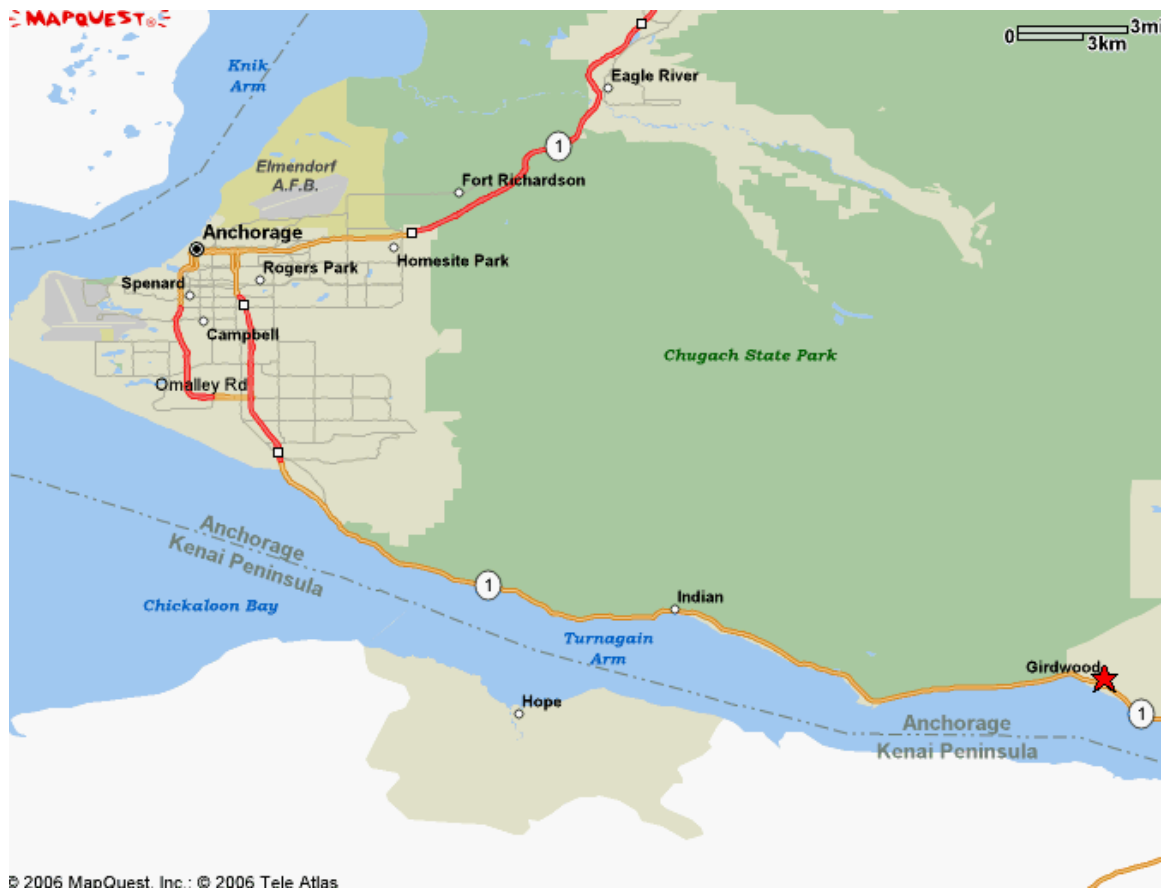 MAPQUEST®
0
3mi
3km
Knik
Arm
Eagle River
1
Elmendorf
A.F.B.
Fort Richardson
Anchorage
Homesite Park
Rogers Park
Spenard
Campbell
Chugach State Park
Omalley Rd
Anchorage
Kenai Peninsula
1
Chickaloon Bay
Indian
Turnagain
Arm
Girdwood
Hope
1
Anchorage
Kenai Peninsula
© 2006 MapQuest, Inc.; © 2006 Tele Atlas